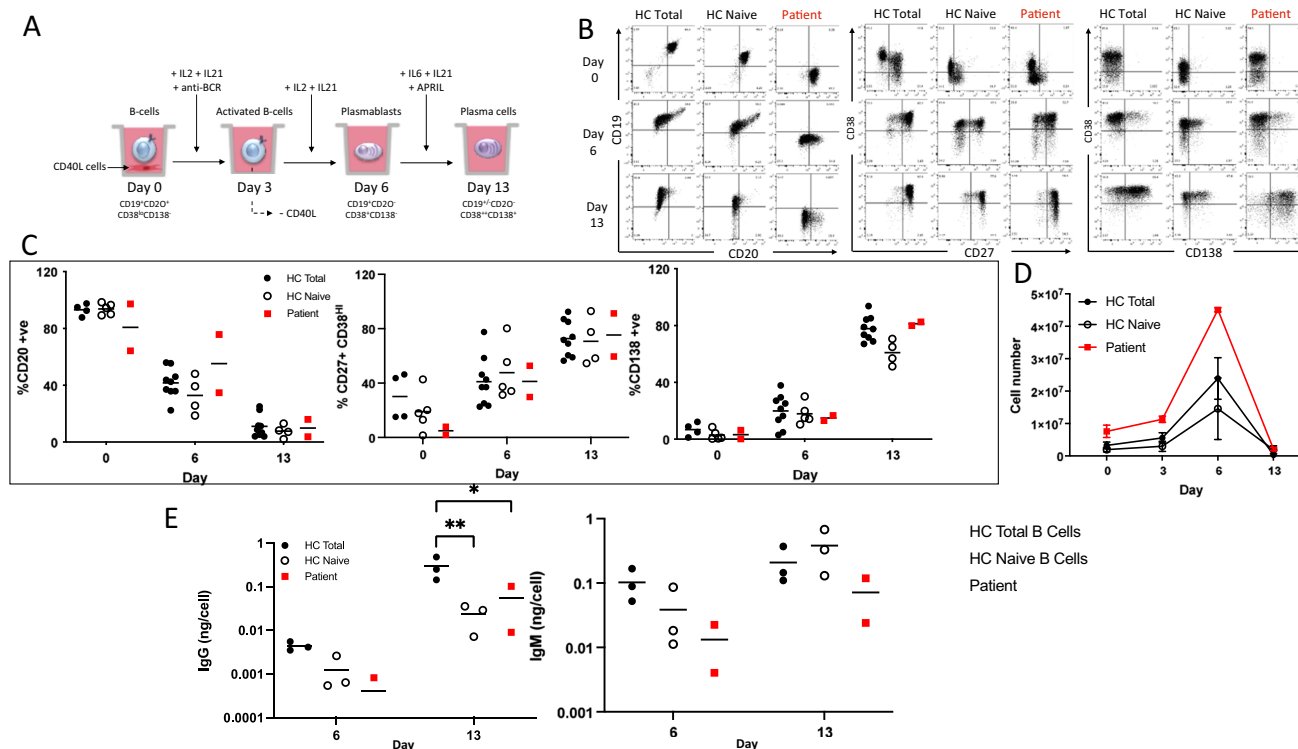 A
+ IL2 + IL21
+ anti-BCR
+ IL2 + IL21
+ IL6 + IL21
+ APRIL
B-cells
Activated B-cells
Plasmablasts
Plasma cells
CD40L cells
Day 0
Day 3
Day 6
Day 13
CD19⁺CD2O⁺
CD38ˡᵒCD138⁻
- CD40L
CD19⁺CD2O⁻
CD38⁺CD138⁻
CD19⁺/⁻CD2O⁻
CD38⁺⁺CD138⁺
B
HC Total
HC Naive
Patient
HC Total
HC Naive
Patient
HC Total
HC Naive
Patient
Day
0
Day
6
Day
13
CD19
CD38
CD38
CD20
CD27
CD138
C
%CD20 +ve
120
80
40
0
HC Total
HC Naive
Patient
0
6
13
Day
% CD27+ CD38ᴴᴵ
120
90
60
30
0
0
6
13
Day
%CD138 +ve
120
80
40
0
0
6
13
Day
D
Cell number
5×10⁷
4×10⁷
3×10⁷
2×10⁷
1×10⁷
0
HC Total
HC Naive
Patient
0
3
6
13
Day
E
IgG (ng/cell)
1
0.1
0.01
0.001
0.0001
HC Total
HC Naive
Patient
*
**
6
13
Day
IgM (ng/cell)
1
0.1
0.01
0.001
6
13
Day
HC Total B Cells
HC Naive B Cells
Patient